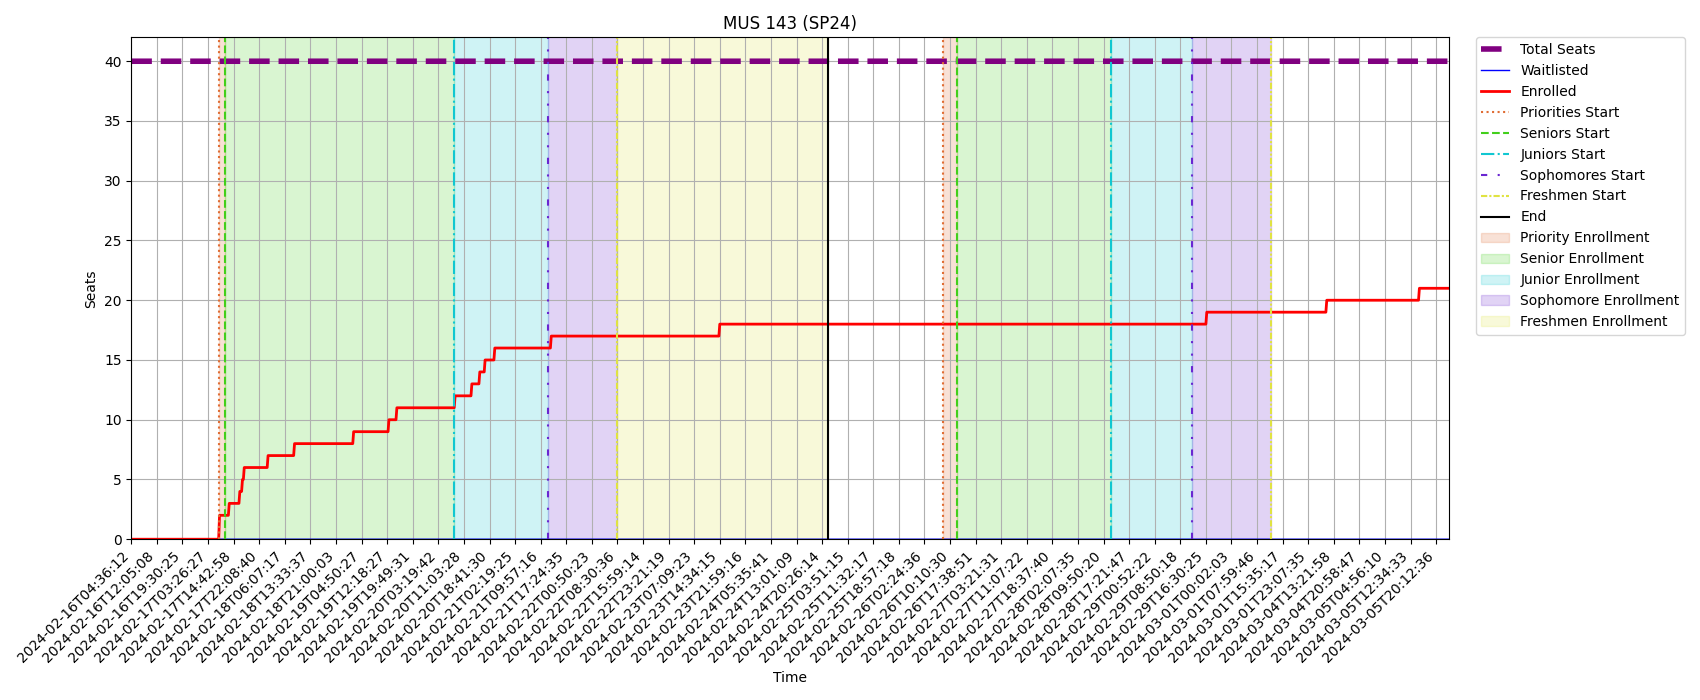 MUS 143 (SP24)
Seats
40
35
30
25
20
15
10
5
0
2024-02-16T04:36:12
2024-02-16T12:05:08
2024-02-16T19:30:25
2024-02-17T03:26:27
2024-02-17T14:42:58
2024-02-17T22:08:40
2024-02-18T06:07:17
2024-02-18T13:33:37
2024-02-18T21:00:03
2024-02-19T04:50:27
2024-02-19T12:18:27
2024-02-19T19:49:31
2024-02-20T03:19:42
2024-02-20T11:03:28
2024-02-20T18:41:30
2024-02-21T02:19:25
2024-02-21T09:57:16
2024-02-21T17:24:35
2024-02-22T00:50:23
2024-02-22T08:30:36
2024-02-22T15:59:14
2024-02-22T23:21:19
2024-02-23T07:09:23
2024-02-23T14:34:15
2024-02-23T21:59:16
2024-02-24T05:35:41
2024-02-24T13:01:09
2024-02-24T20:26:14
2024-02-25T03:51:15
2024-02-25T11:32:17
2024-02-25T18:57:18
2024-02-26T02:24:36
2024-02-26T10:10:30
2024-02-26T17:38:51
2024-02-27T03:21:31
2024-02-27T11:07:22
2024-02-27T18:37:40
2024-02-28T02:07:35
2024-02-28T09:50:20
2024-02-28T17:21:47
2024-02-29T00:52:22
2024-02-29T08:50:18
2024-02-29T16:30:25
2024-03-01T00:02:03
2024-03-01T07:59:46
2024-03-01T15:35:17
2024-03-01T23:07:35
2024-03-04T13:21:58
2024-03-04T20:58:47
2024-03-05T04:56:10
2024-03-05T12:34:33
2024-03-05T20:12:36
Time
Total Seats
Waitlisted
Enrolled
Priorities Start
Seniors Start
Juniors Start
Sophomores Start
Freshmen Start
End
Priority Enrollment
Senior Enrollment
Junior Enrollment
Sophomore Enrollment
Freshmen Enrollment